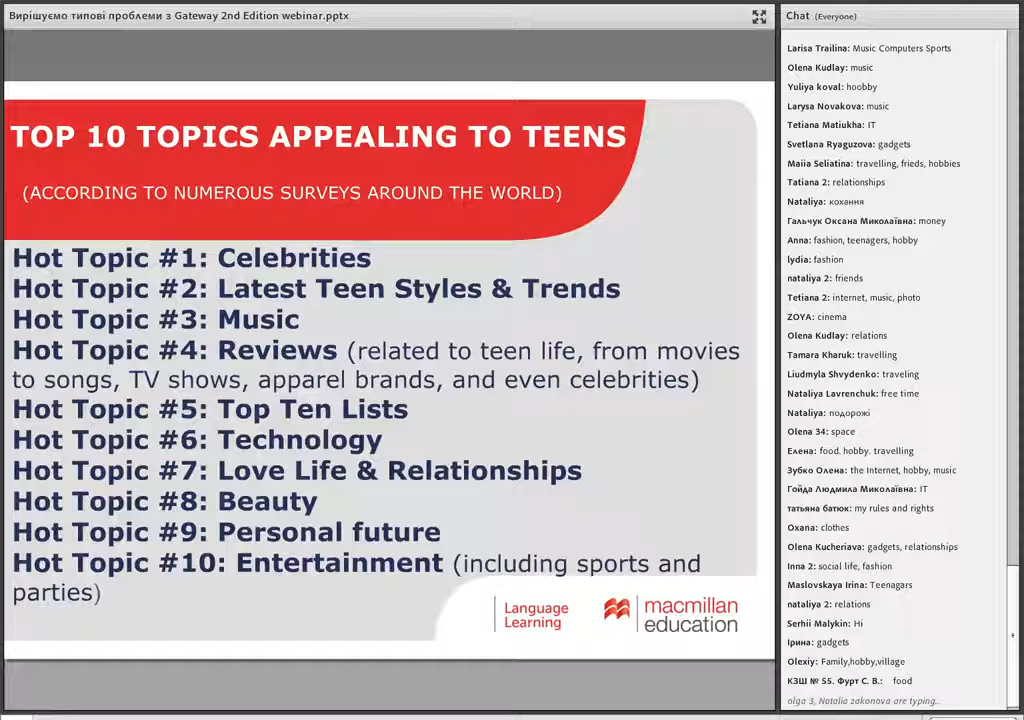 Вирішуємо типові проблеми з Gateway 2nd Edition webinar.pptx
TOP 10 TOPICS APPEALING TO TEENS
(ACCORDING TO NUMEROUS SURVEYS AROUND THE WORLD)
Hot Topic #1: Celebrities
Hot Topic #2: Latest Teen Styles & Trends
Hot Topic #3: Music
Hot Topic #4: Reviews (related to teen life, from movies
to songs, TV shows, apparel brands, and even celebrities)
Hot Topic #5: Top Ten Lists
Hot Topic #6: Technology
Hot Topic #7: Love Life & Relationships
Hot Topic #8: Beauty
Hot Topic #9: Personal future
Hot Topic #10: Entertainment (including sports and
parties)
Language
Learning
macmillan
education
Chat (Everyone)
Larisa Trailina: Music Computers Sports
Olena Kudlay: music
Yuliya koval: hoobby
Larysa Novakova: music
Tetiana Matiukha: IT
Svetlana Ryaguzova: gadgets
Maiia Seliatina: travelling, frieds, hobbies
Tatiana 2: relationships
Nataliya: кохання
Гальчук Оксана Миколаївна: money
Anna: fashion, teenagers, hobby
lydia: fashion
nataliya 2: friends
Tetiana 2: internet, music, photo
ZOYA: cinema
Olena Kudlay: relations
Tamara Kharuk: travelling
Liudmyla Shvydenko: traveling
Nataliya Lavrenchuk: free time
Nataliya: подорожі
Olena 34: space
Елена: food. hobby. travelling
Зубко Олена: the Internet, hobby, music
Гойда Людмила Миколаївна: IT
татьяна батюк: my rules and rights
Oxana: clothes
Olena Kucheriava: gadgets, relationships
Inna 2: social life, fashion
Maslovskaya Irina: Teenagars
nataliya 2: relations
Serhii Malykin: Hi
Ірина: gadgets
Olexiy: Family,hobby,village
КЗШ № 55. Фурт С. В.: food
olga 3, Natalia zakonova are typing...